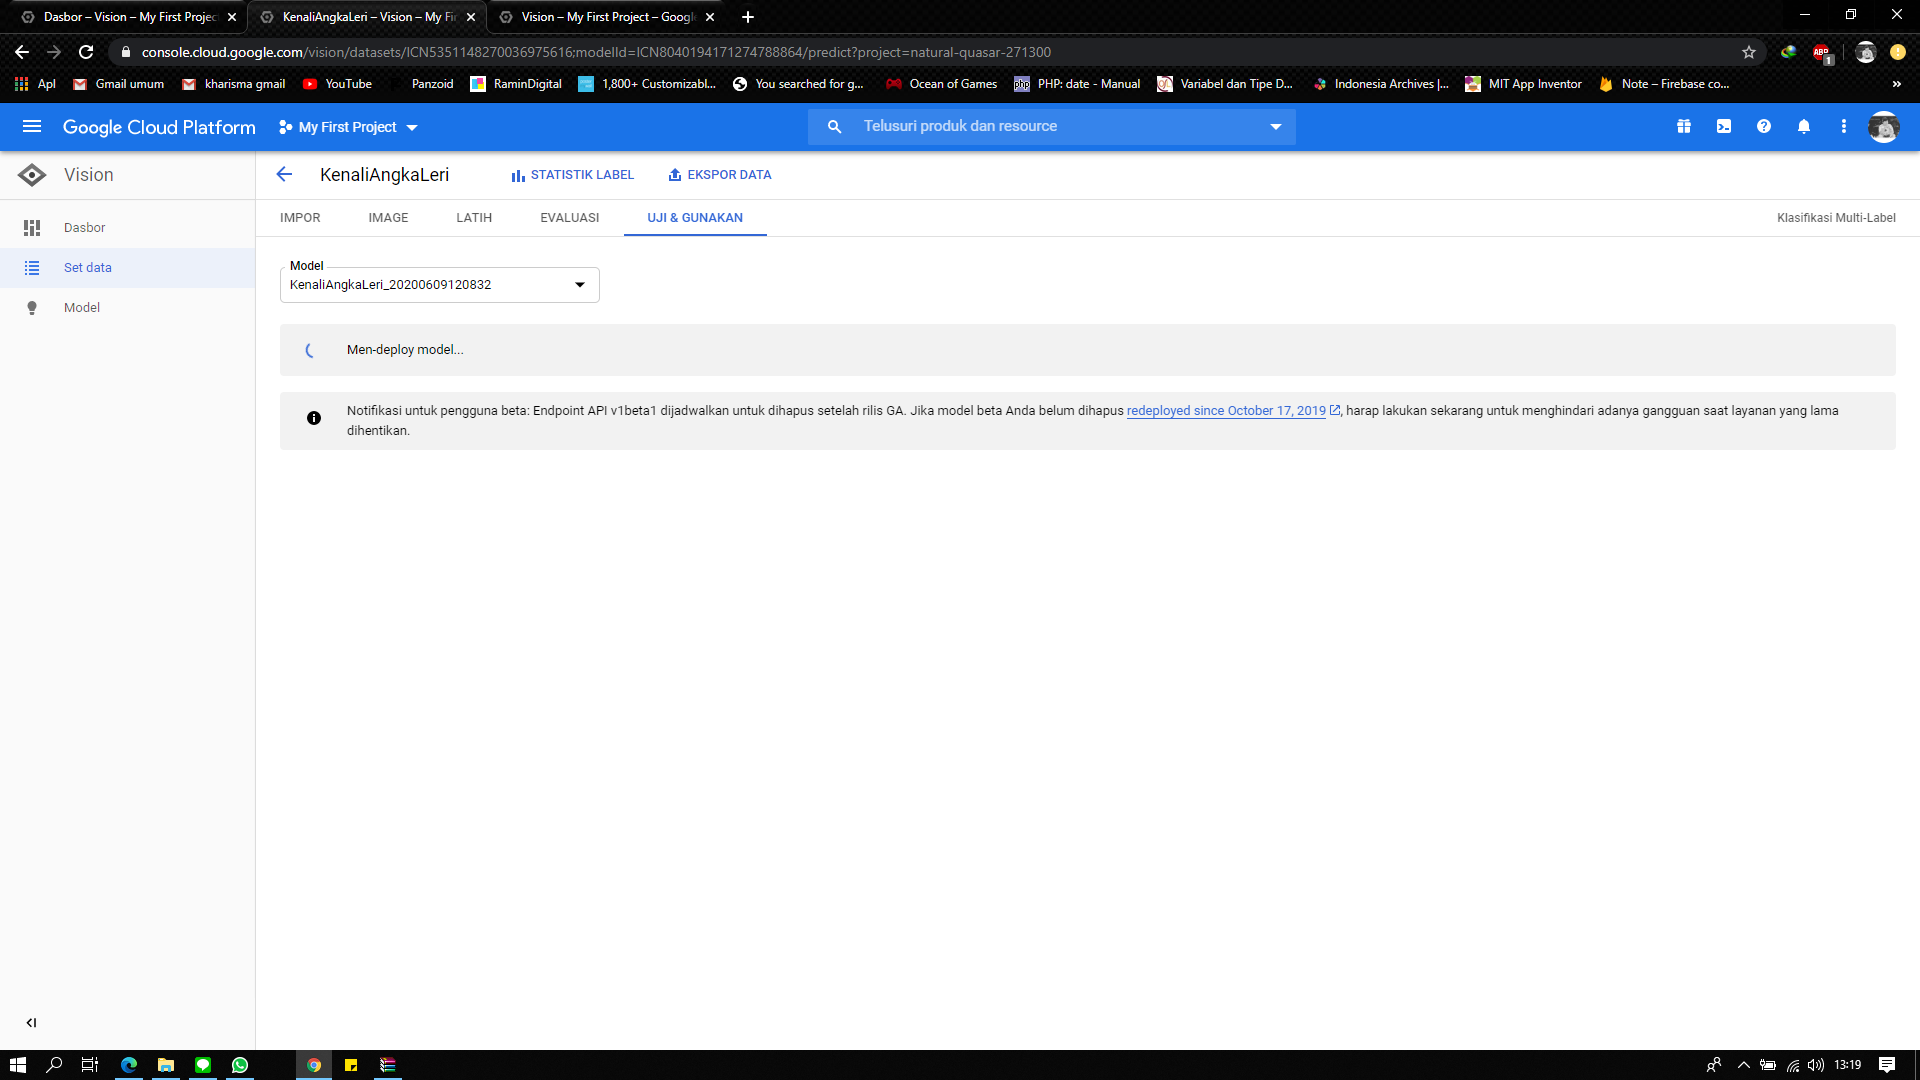 Dasbor – Vision – My First Projec
KenaliAngkaLeri – Vision – My Fir
Vision – My First Project – Googl
console.cloud.google.com/vision/datasets/ICN5351148270036975616;modelId=ICN8040194171274788864/predict?project=natural-quasar-271300
ABP
1
Apl
Gmail umum
kharisma gmail
YouTube
Panzoid
RaminDigital
1,800+ Customizabl...
You searched for g...
Ocean of Games
php
PHP: date - Manual
Variabel dan Tipe D...
Indonesia Archives |...
MIT App Inventor
Note – Firebase co...
»
Google Cloud Platform
My First Project
Telusuri produk dan resource
Vision
KenaliAngkaLeri
STATISTIK LABEL
EKSPOR DATA
Dasbor
Set data
Model
IMPOR
IMAGE
LATIH
EVALUASI
UJI & GUNAKAN
Klasifikasi Multi-Label
Model
KenaliAngkaLeri_20200609120832
Men-deploy model...
Notifikasi untuk pengguna beta: Endpoint API v1beta1 dijadwalkan untuk dihapus setelah rilis GA. Jika model beta Anda belum dihapus redeployed since October 17, 2019 , harap lakukan sekarang untuk menghindari adanya gangguan saat layanan yang lama
dihentikan.
13:19